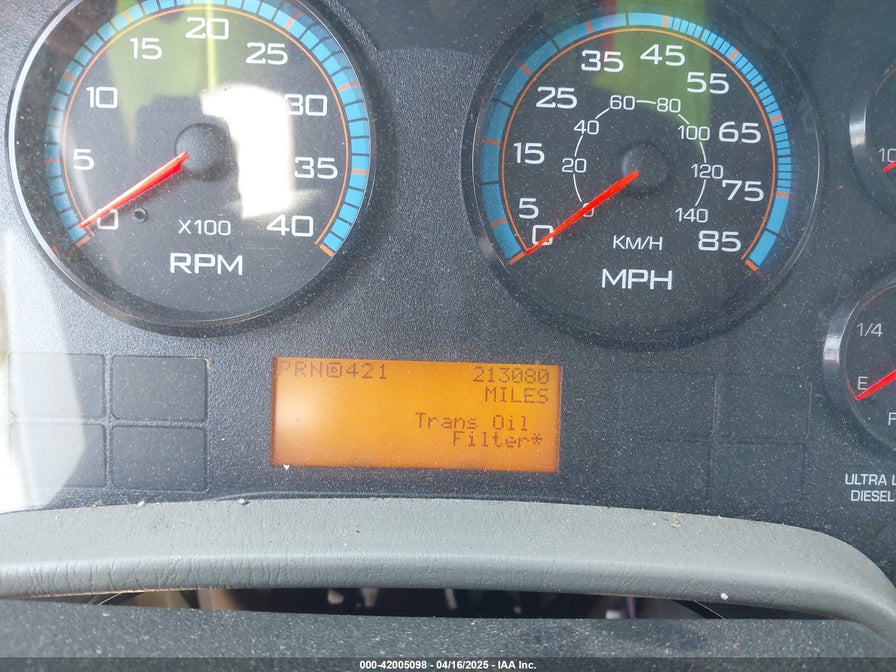 0 5 10 15 20 25 30 35 40
X100
RPM
0 5 15 25 35 45 55 65 75 85
20 40 60 80 100 120 140
KM/H
MPH
10
1/4
E
PRND421 213080
MILES
Trans Oil
Filter*
ULTRA L
DIESEL
000-42005098 - 04/16/2025 - IAA Inc.